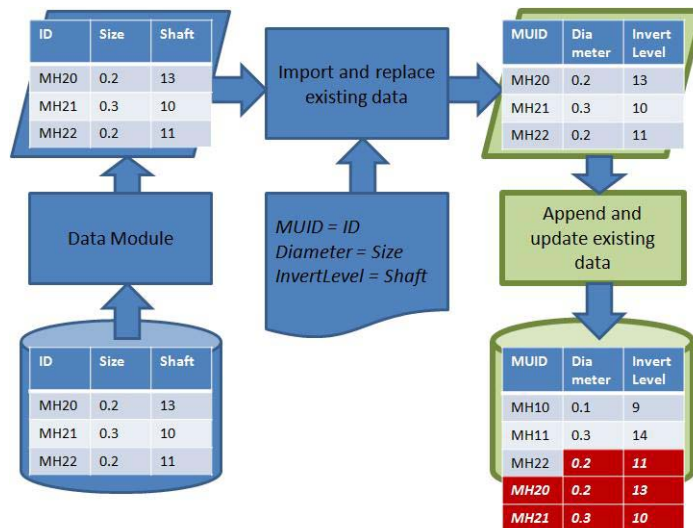 ID Size Shaft
MH20 0.2 13
MH21 0.3 10
MH22 0.2 11
Import and replace
existing data
MUID Dia Invert
meter Level
MH20 0.2 13
MH21 0.3 10
MH22 0.2 11
Data Module
MUID = ID
Diameter = Size
InvertLevel = Shaft
Append and
update existing
data
ID Size Shaft
MH20 0.2 13
MH21 0.3 10
MH22 0.2 11
MUID Dia Invert
meter Level
MH10 0.1 9
MH11 0.3 14
MH22 0.2 11
MH20 0.2 13
MH21 0.3 10